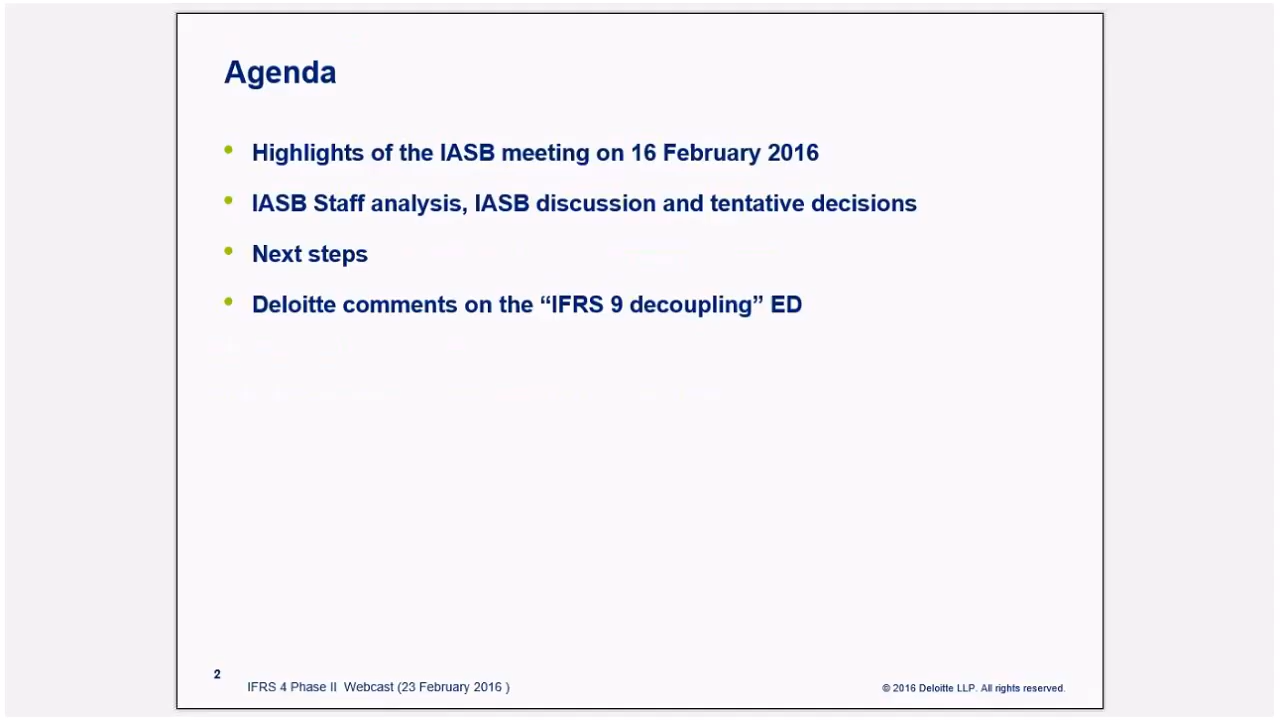 Agenda
• Highlights of the IASB meeting on 16 February 2016
• IASB Staff analysis, IASB discussion and tentative decisions
• Next steps
• Deloitte comments on the “IFRS 9 decoupling” ED
2
IFRS 4 Phase II Webcast (23 February 2016 )
© 2016 Deloitte LLP. All rights reserved.